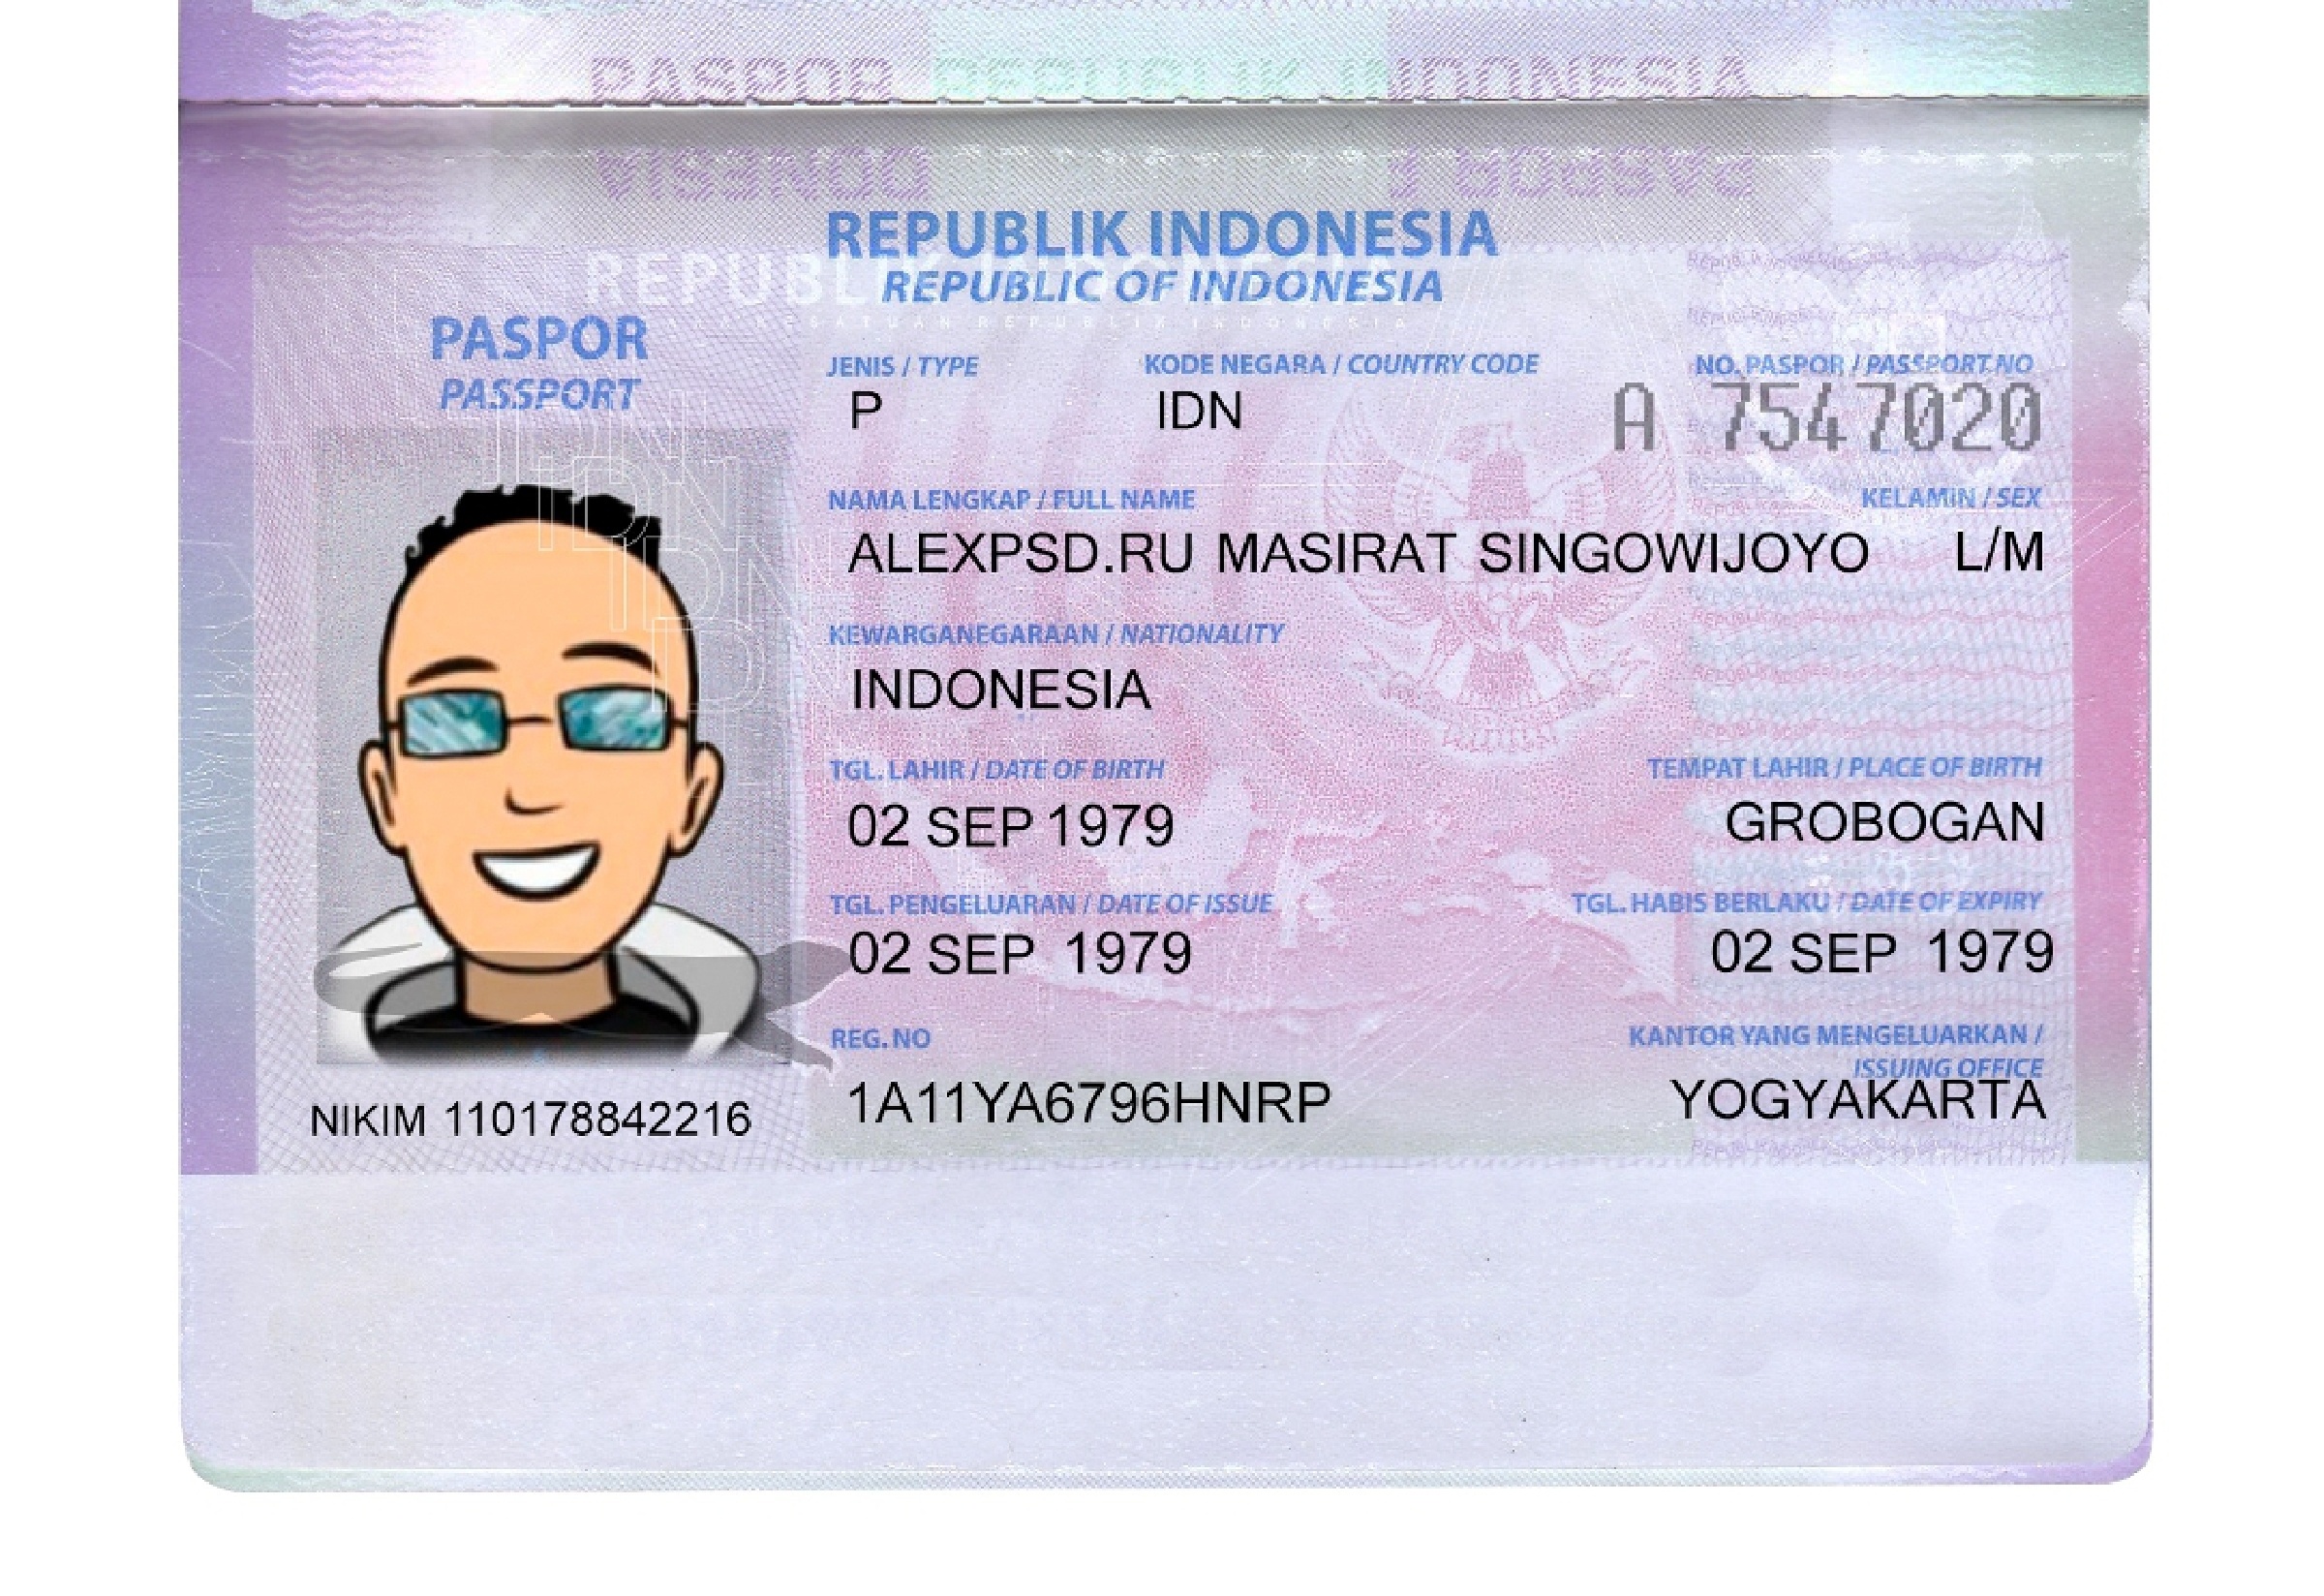 PASPOR REPUBLIK INDONESIA
REPUBLIK INDONESIA
REPUBLIC OF INDONESIA
PASPOR
PASSPORT
JENIS / TYPE
KODE NEGARA / COUNTRY CODE
NO. PASPOR / PASSPORT NO
P
IDN
A 7547020
NAMA LENGKAP / FULL NAME
KELAMIN / SEX
ALEXPSD.RU MASIRAT SINGOWIJOYO
L/M
KEWARGANEGARAAN / NATIONALITY
INDONESIA
TGL. LAHIR / DATE OF BIRTH
TEMPAT LAHIR / PLACE OF BIRTH
02 SEP 1979
GROBOGAN
TGL. PENGELUARAN / DATE OF ISSUE
TGL. HABIS BERLAKU / DATE OF EXPIRY
02 SEP 1979
02 SEP 1979
REG. NO
KANTOR YANG MENGELUARKAN /
ISSUING OFFICE
1A11YA6796HNRP
YOGYAKARTA
NIKIM 110178842216